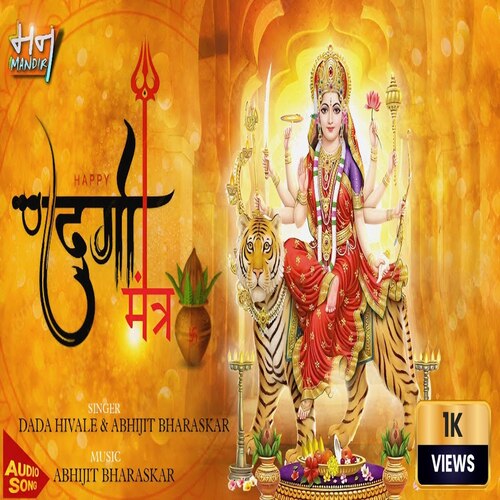 मन
MANDIR
HAPPY
दुर्गा
मंत्र
SINGER
DADA HIVALE & ABHIJIT BHARASKAR
MUSIC
ABHIJIT BHARASKAR
AUDIO
SONG
1K
VIEWS